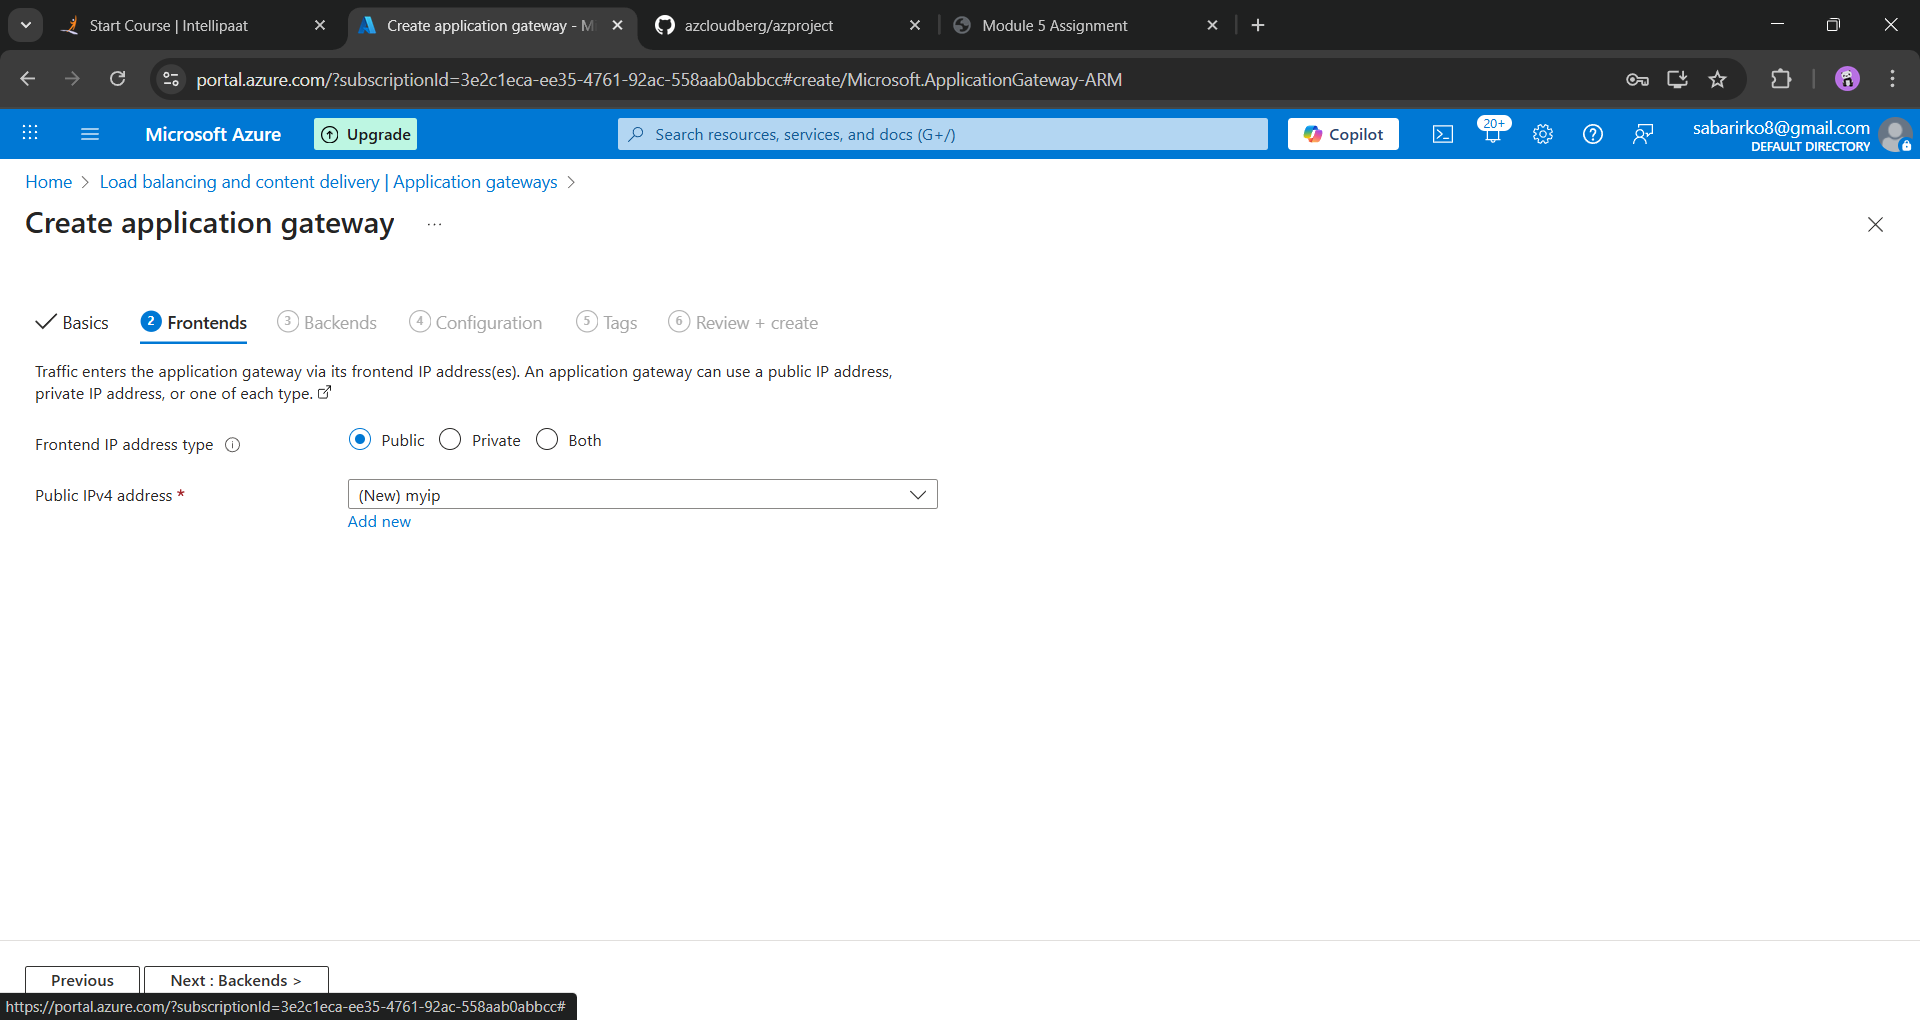 Start Course | Intellipaat
Create application gateway - M
azcloudberg/azproject
Module 5 Assignment
portal.azure.com/?subscriptionId=3e2c1eca-ee35-4761-92ac-558aab0abbcc#create/Microsoft.ApplicationGateway-ARM
Microsoft Azure
Upgrade
Search resources, services, and docs (G+/)
Copilot
20+
sabarirko8@gmail.com
DEFAULT DIRECTORY
Home > Load balancing and content delivery | Application gateways >
Create application gateway ...
Basics
2 Frontends
3 Backends
4 Configuration
5 Tags
6 Review + create
Traffic enters the application gateway via its frontend IP address(es). An application gateway can use a public IP address,
private IP address, or one of each type.
Frontend IP address type
Public
Private
Both
Public IPv4 address *
(New) myip
Add new
Previous
Next : Backends >
https://portal.azure.com/?subscriptionId=3e2c1eca-ee35-4761-92ac-558aab0abbcc#